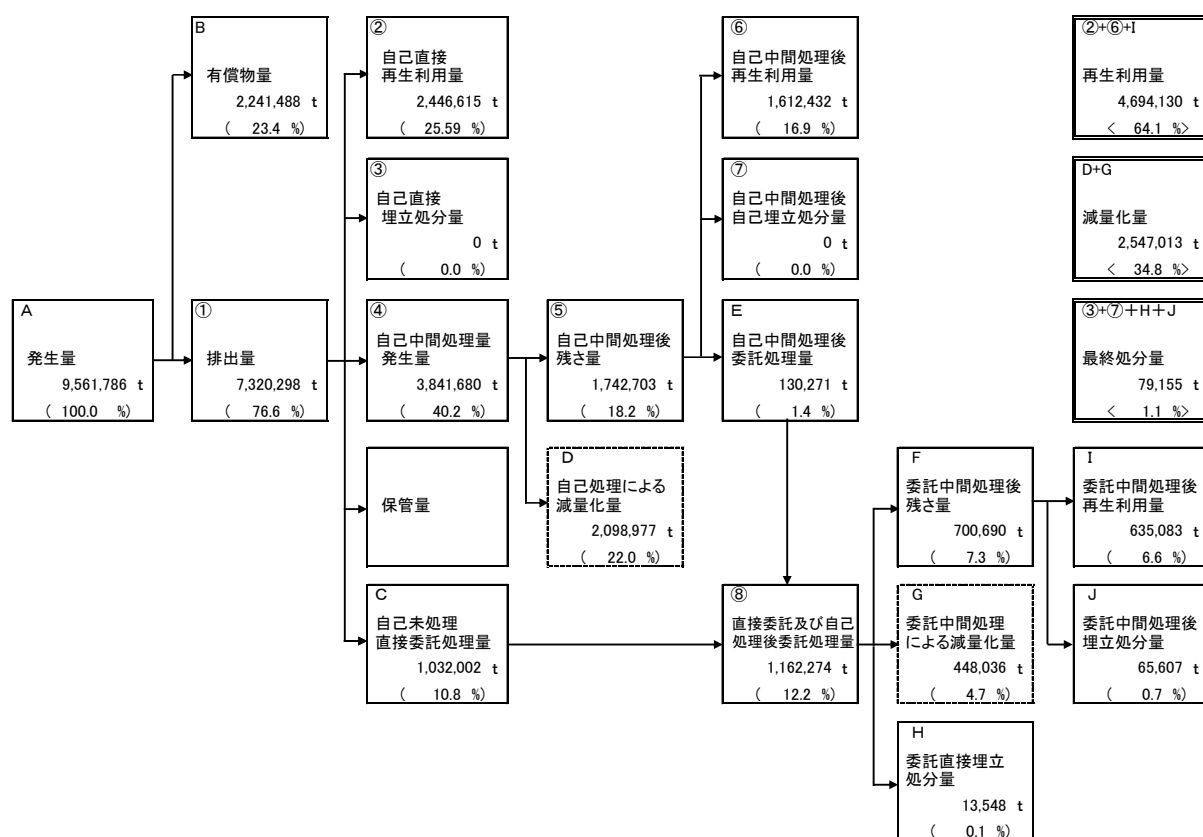 B
有償物量
2,241,488 t
( 23.4 %)
②
自己直接
再生利用量
2,446,615 t
( 25.59 %)
⑥
自己中間処理後
再生利用量
1,612,432 t
( 16.9 %)
②+⑥+I
再生利用量
4,694,130 t
< 64.1 %>
③
自己直接
埋立処分量
0 t
( 0.0 %)
⑦
自己中間処理後
自己埋立処分量
0 t
( 0.0 %)
D+G
減量化量
2,547,013 t
< 34.8 %>
A
発生量
9,561,786 t
( 100.0 %)
①
排出量
7,320,298 t
( 76.6 %)
④
自己中間処理量
発生量
3,841,680 t
( 40.2 %)
⑤
自己中間処理後
残さ量
1,742,703 t
( 18.2 %)
E
自己中間処理後
委託処理量
130,271 t
( 1.4 %)
③+⑦+H+J
最終処分量
79,155 t
< 1.1 %>
保管量
D
自己処理による
減量化量
2,098,977 t
( 22.0 %)
F
委託中間処理後
残さ量
700,690 t
( 7.3 %)
I
委託中間処理後
再生利用量
635,083 t
( 6.6 %)
C
自己未処理
直接委託処理量
1,032,002 t
( 10.8 %)
⑧
直接委託及び自己
処理後委託処理量
1,162,274 t
( 12.2 %)
G
委託中間処理
による減量化量
448,036 t
( 4.7 %)
J
委託中間処理後
埋立処分量
65,607 t
( 0.7 %)
H
委託直接埋立
処分量
13,548 t
( 0.1 %)